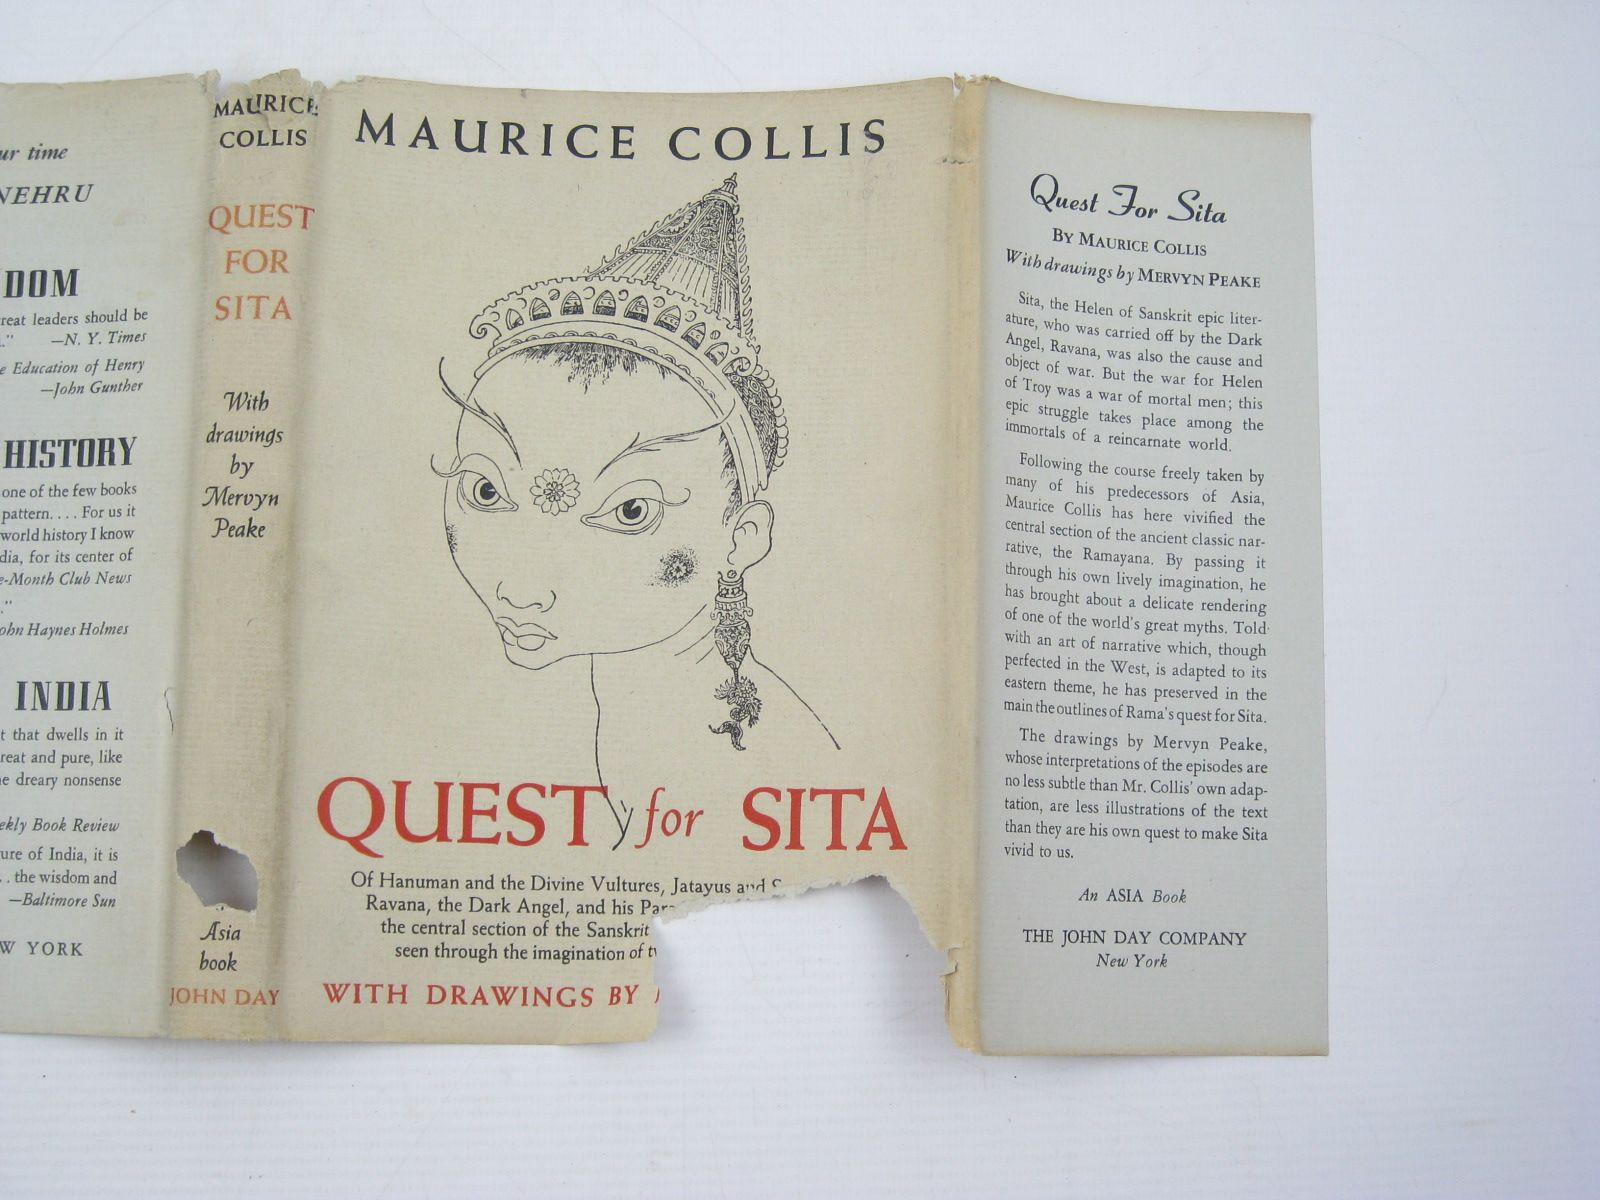 ur time
NEHRU
DOM
reat leaders should be
." —N. Y. Times
e Education of Henry
—John Gunther
HISTORY
one of the few books
pattern. . . . For us it
world history I know
dia, for its center of
e-Month Club News
."
ohn Haynes Holmes
INDIA
t that dwells in it
reat and pure, like
e dreary nonsense
ekly Book Review
ure of India, it is
. . the wisdom and
—Baltimore Sun
W YORK
MAURICE
COLLIS
QUEST
FOR
SITA
With
drawings
by
Mervyn
Peake
Asia
book
JOHN DAY
MAURICE COLLIS
QUEST for SITA
Of Hanuman and the Divine Vultures, Jatayus and
Ravana, the Dark Angel, and his
the central section of the Sanskrit
seen through the imagination of
WITH DRAWINGS BY
Quest For Sita
BY MAURICE COLLIS
With drawings by MERVYN PEAKE
Sita, the Helen of Sanskrit epic liter-
ature, who was carried off by the Dark
Angel, Ravana, was also the cause and
object of war. But the war for Helen
of Troy was a war of mortal men; this
epic struggle takes place among the
immortals of a reincarnate world.
Following the course freely taken by
many of his predecessors of Asia,
Maurice Collis has here vivified the
central section of the ancient classic nar-
rative, the Ramayana. By passing it
through his own lively imagination, he
has brought about a delicate rendering
of one of the world's great myths. Told
with an art of narrative which, though
perfected in the West, is adapted to its
eastern theme, he has preserved in the
main the outlines of Rama's quest for Sita.
The drawings by Mervyn Peake,
whose interpretations of the episodes are
no less subtle than Mr. Collis' own adap-
tation, are less illustrations of the text
than they are his own quest to make Sita
vivid to us.
An ASIA Book
THE JOHN DAY COMPANY
New York